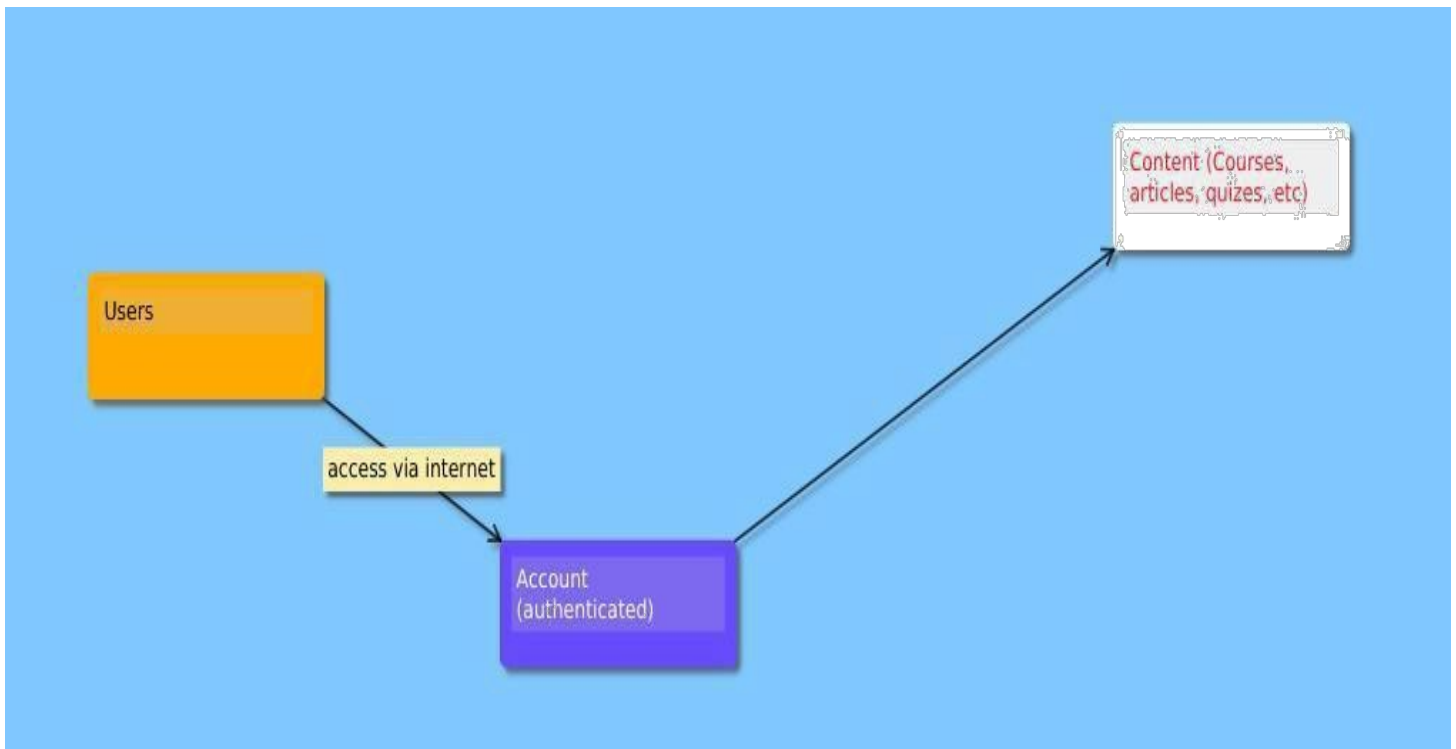 Content (Courses,
articles, quizes, etc)
Users
access via internet
Account
(authenticated)